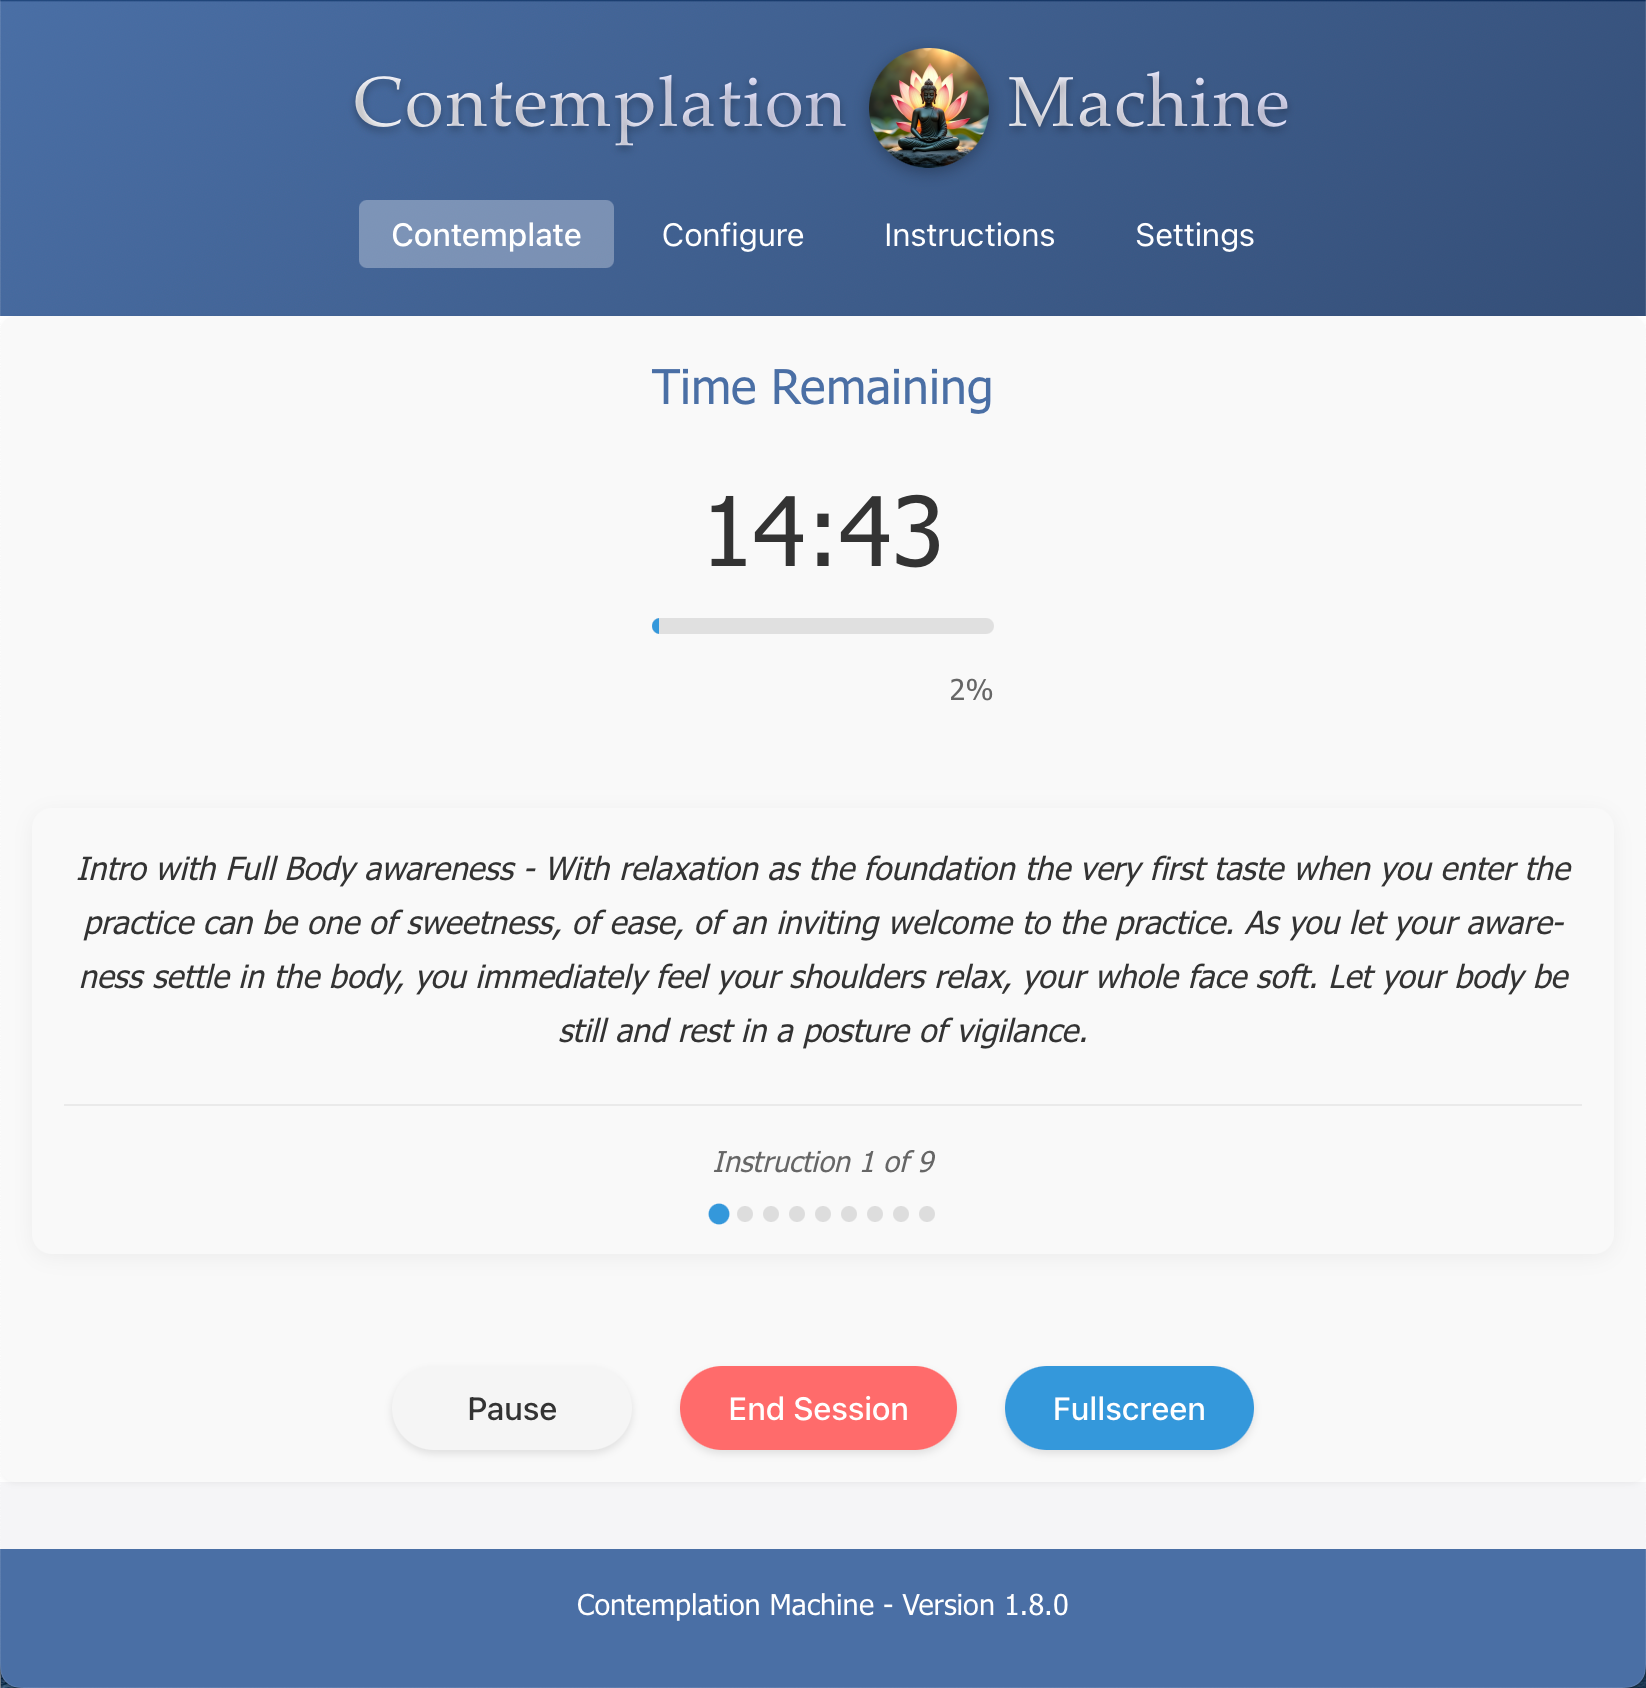 Contemplation Machine
Contemplate Configure Instructions Settings
Time Remaining
14:43
2%
Intro with Full Body awareness - With relaxation as the foundation the very first taste when you enter the
practice can be one of sweetness, of ease, of an inviting welcome to the practice. As you let your aware-
ness settle in the body, you immediately feel your shoulders relax, your whole face soft. Let your body be
still and rest in a posture of vigilance.
Instruction 1 of 9
Pause End Session Fullscreen
Contemplation Machine - Version 1.8.0